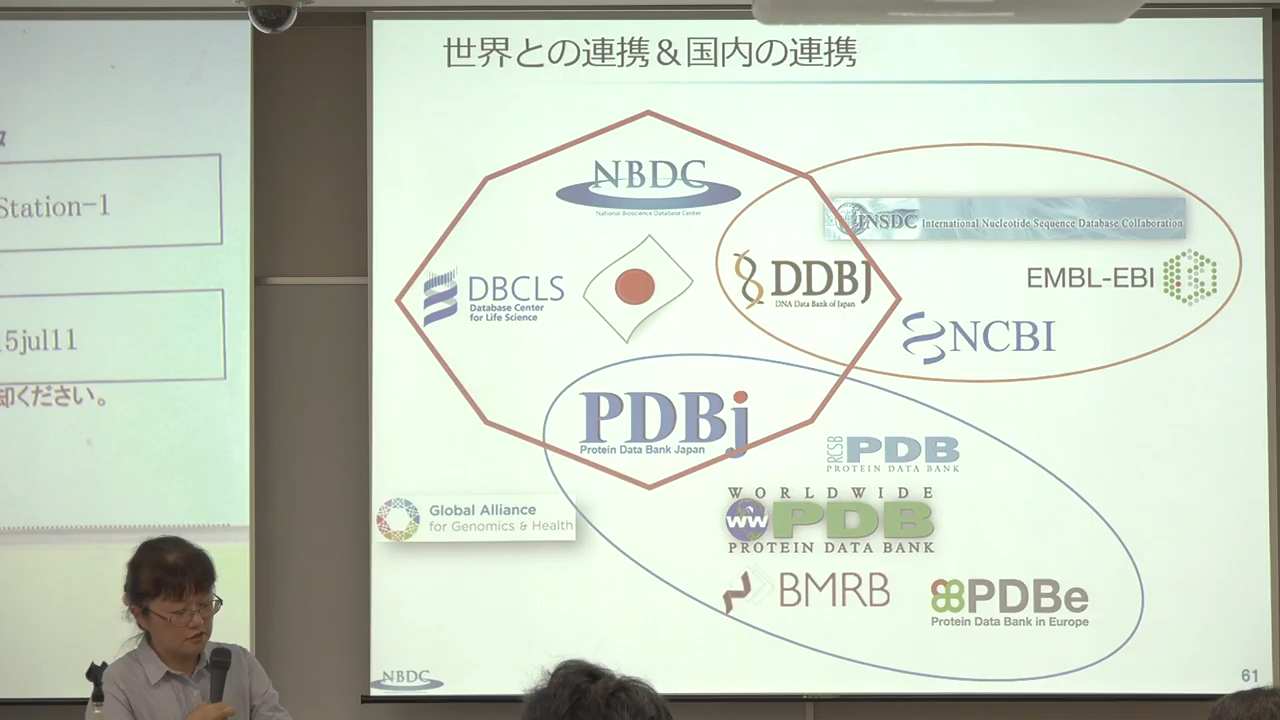 世界との連携＆国内の連携
Station-1
5jul11
却ください。
NBDC
National Bioscience Database Center
INSDC International Nucleotide Sequence Database Collaboration
DBCLS
Database Center
for Life Science
DDBJ
DNA Data Bank of Japan
EMBL-EBI
NCBI
PDBj
Protein Data Bank Japan
RCSB PDB
PROTEIN DATA BANK
Global Alliance
for Genomics & Health
WORLDWIDE
ww PDB
PROTEIN DATA BANK
BMRB
PDBe
Protein Data Bank in Europe
NBDC
61